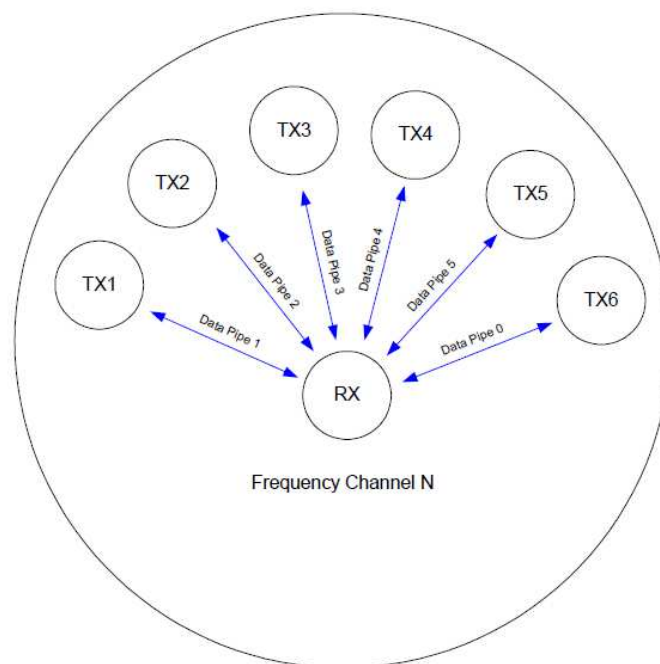 TX3
TX4
TX2
TX5
TX1
TX6
Data Pipe 1
Data Pipe 2
Data Pipe 3
Data Pipe 4
Data Pipe 5
Data Pipe 0
RX
Frequency Channel N